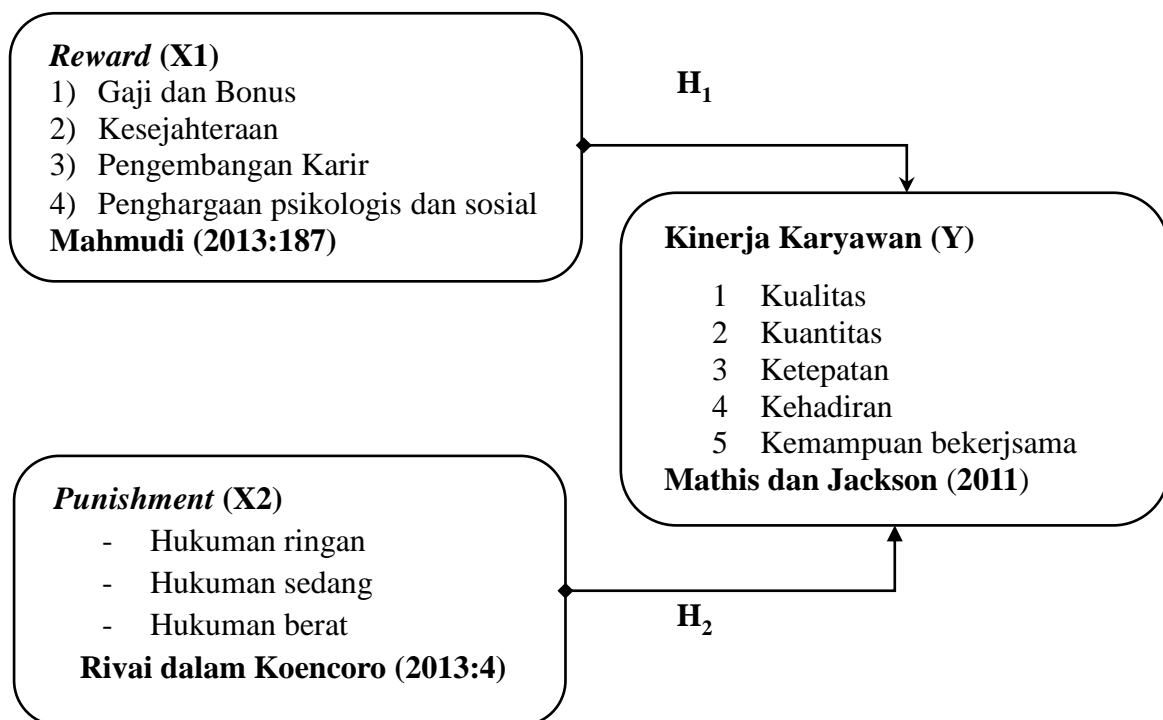 Reward (X1)
1) Gaji dan Bonus
2) Kesejahteraan
3) Pengembangan Karir
4) Penghargaan psikologis dan sosial
Mahmudi (2013:187)
H1
Kinerja Karyawan (Y)
1 Kualitas
2 Kuantitas
3 Ketepatan
4 Kehadiran
5 Kemampuan bekerjsama
Mathis dan Jackson (2011)
Punishment (X2)
- Hukuman ringan
- Hukuman sedang
- Hukuman berat
Rivai dalam Koencoro (2013:4)
H2